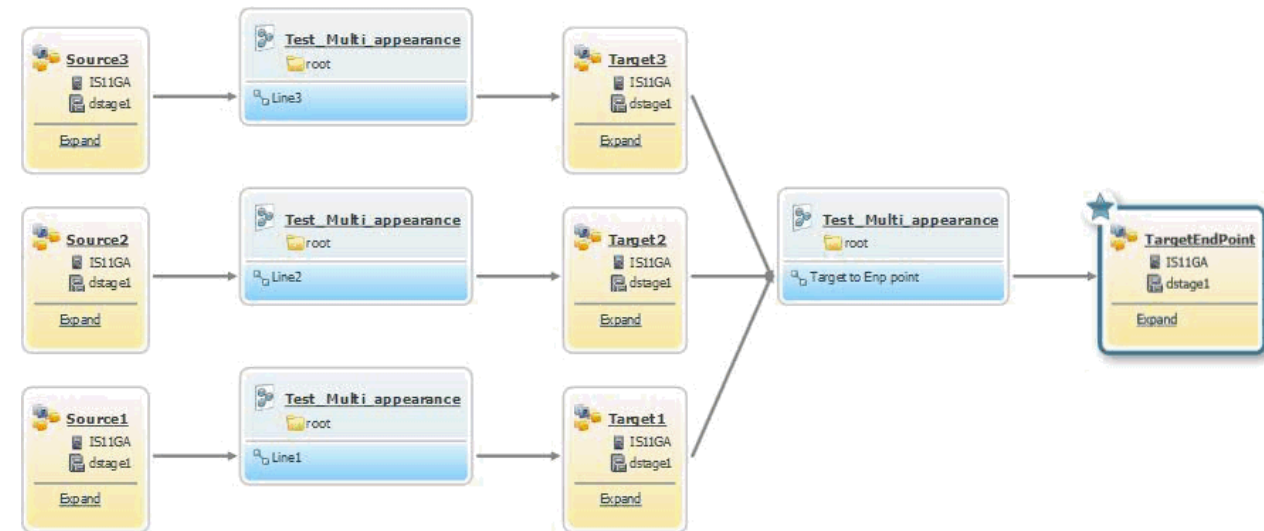 Source3
IS11GA
dstage1
Expand
Test_Multi_appearance
root
Line3
Target3
IS11GA
dstage1
Expand
Source2
IS11GA
dstage1
Expand
Test_Multi_appearance
root
Line2
Target2
IS11GA
dstage1
Expand
Test_Multi_appearance
root
Target to Enp point
TargetEndPoint
IS11GA
dstage1
Expand
Source1
IS11GA
dstage1
Expand
Test_Multi_appearance
root
Line1
Target1
IS11GA
dstage1
Expand